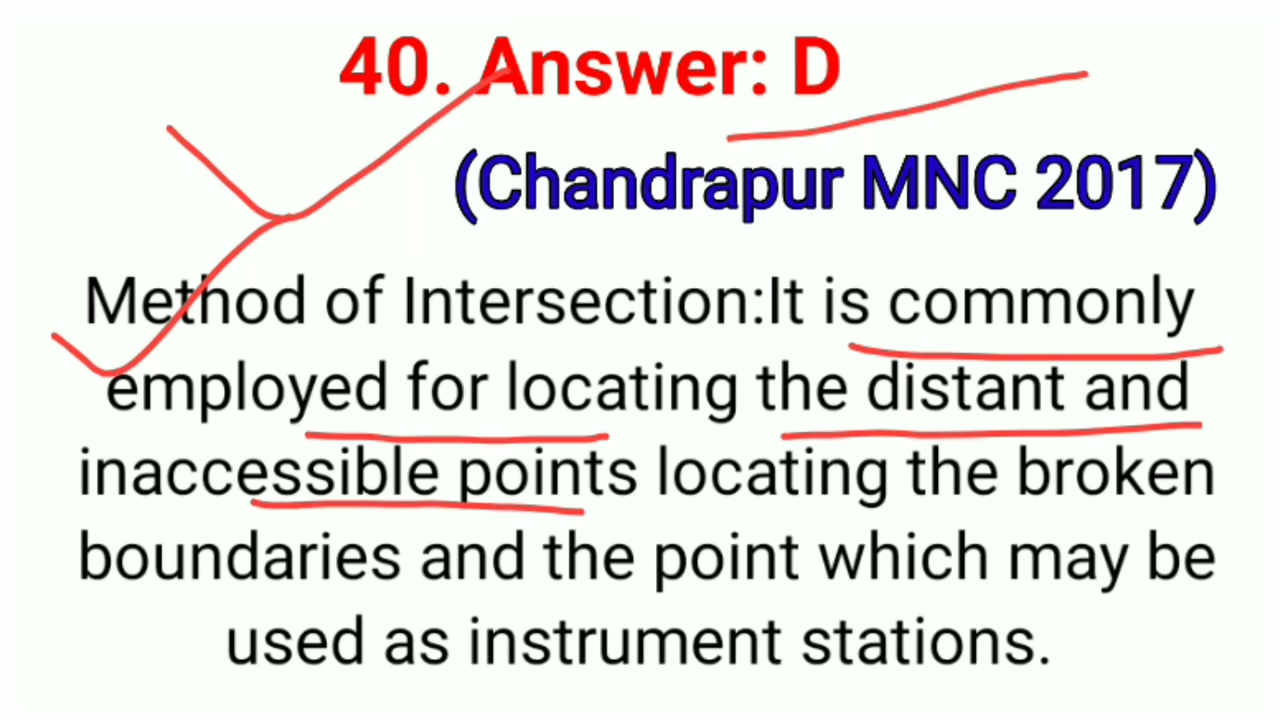 40. Answer: D
(Chandrapur MNC 2017)
Method of Intersection:It is commonly
employed for locating the distant and
inaccessible points locating the broken
boundaries and the point which may be
used as instrument stations.